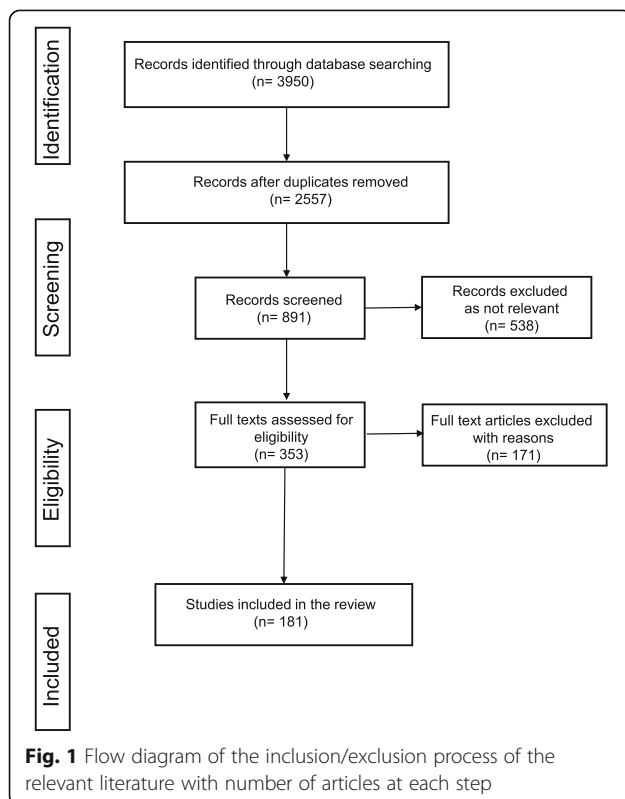 Identification
Records identified through database searching
(n= 3950)
Records after duplicates removed
(n= 2557)
Screening
Records screened
(n= 891)
Records excluded
as not relevant
(n= 538)
Eligibility
Full texts assessed for
eligibility
(n= 353)
Full text articles excluded
with reasons
(n= 171)
Included
Studies included in the review
(n= 181)
Fig. 1 Flow diagram of the inclusion/exclusion process of the
relevant literature with number of articles at each step